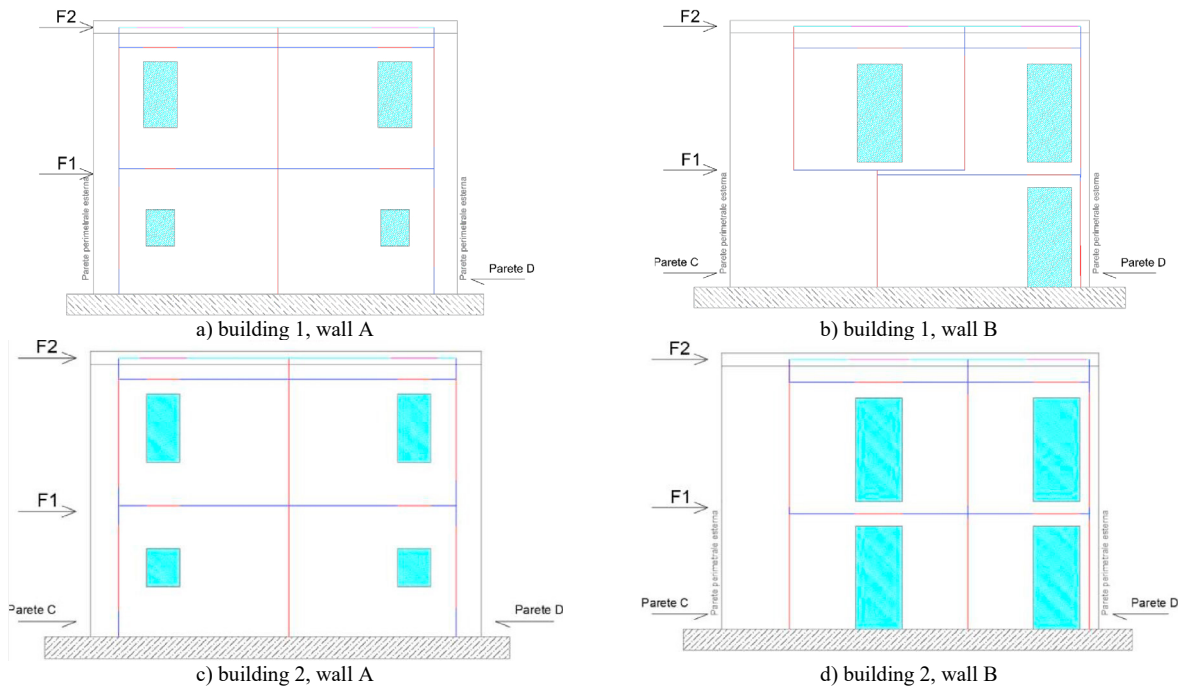 F2
F1
Parete perimetrale esterna
Parete perimetrale esterna
Parete D
a) building 1, wall A
F2
F1
Parete perimetrale esterna
Parete perimetrale esterna
Parete C
Parete D
b) building 1, wall B
F2
F1
Parete C
Parete D
c) building 2, wall A
F2
F1
Parete perimetrale esterna
Parete perimetrale esterna
Parete C
Parete D
d) building 2, wall B